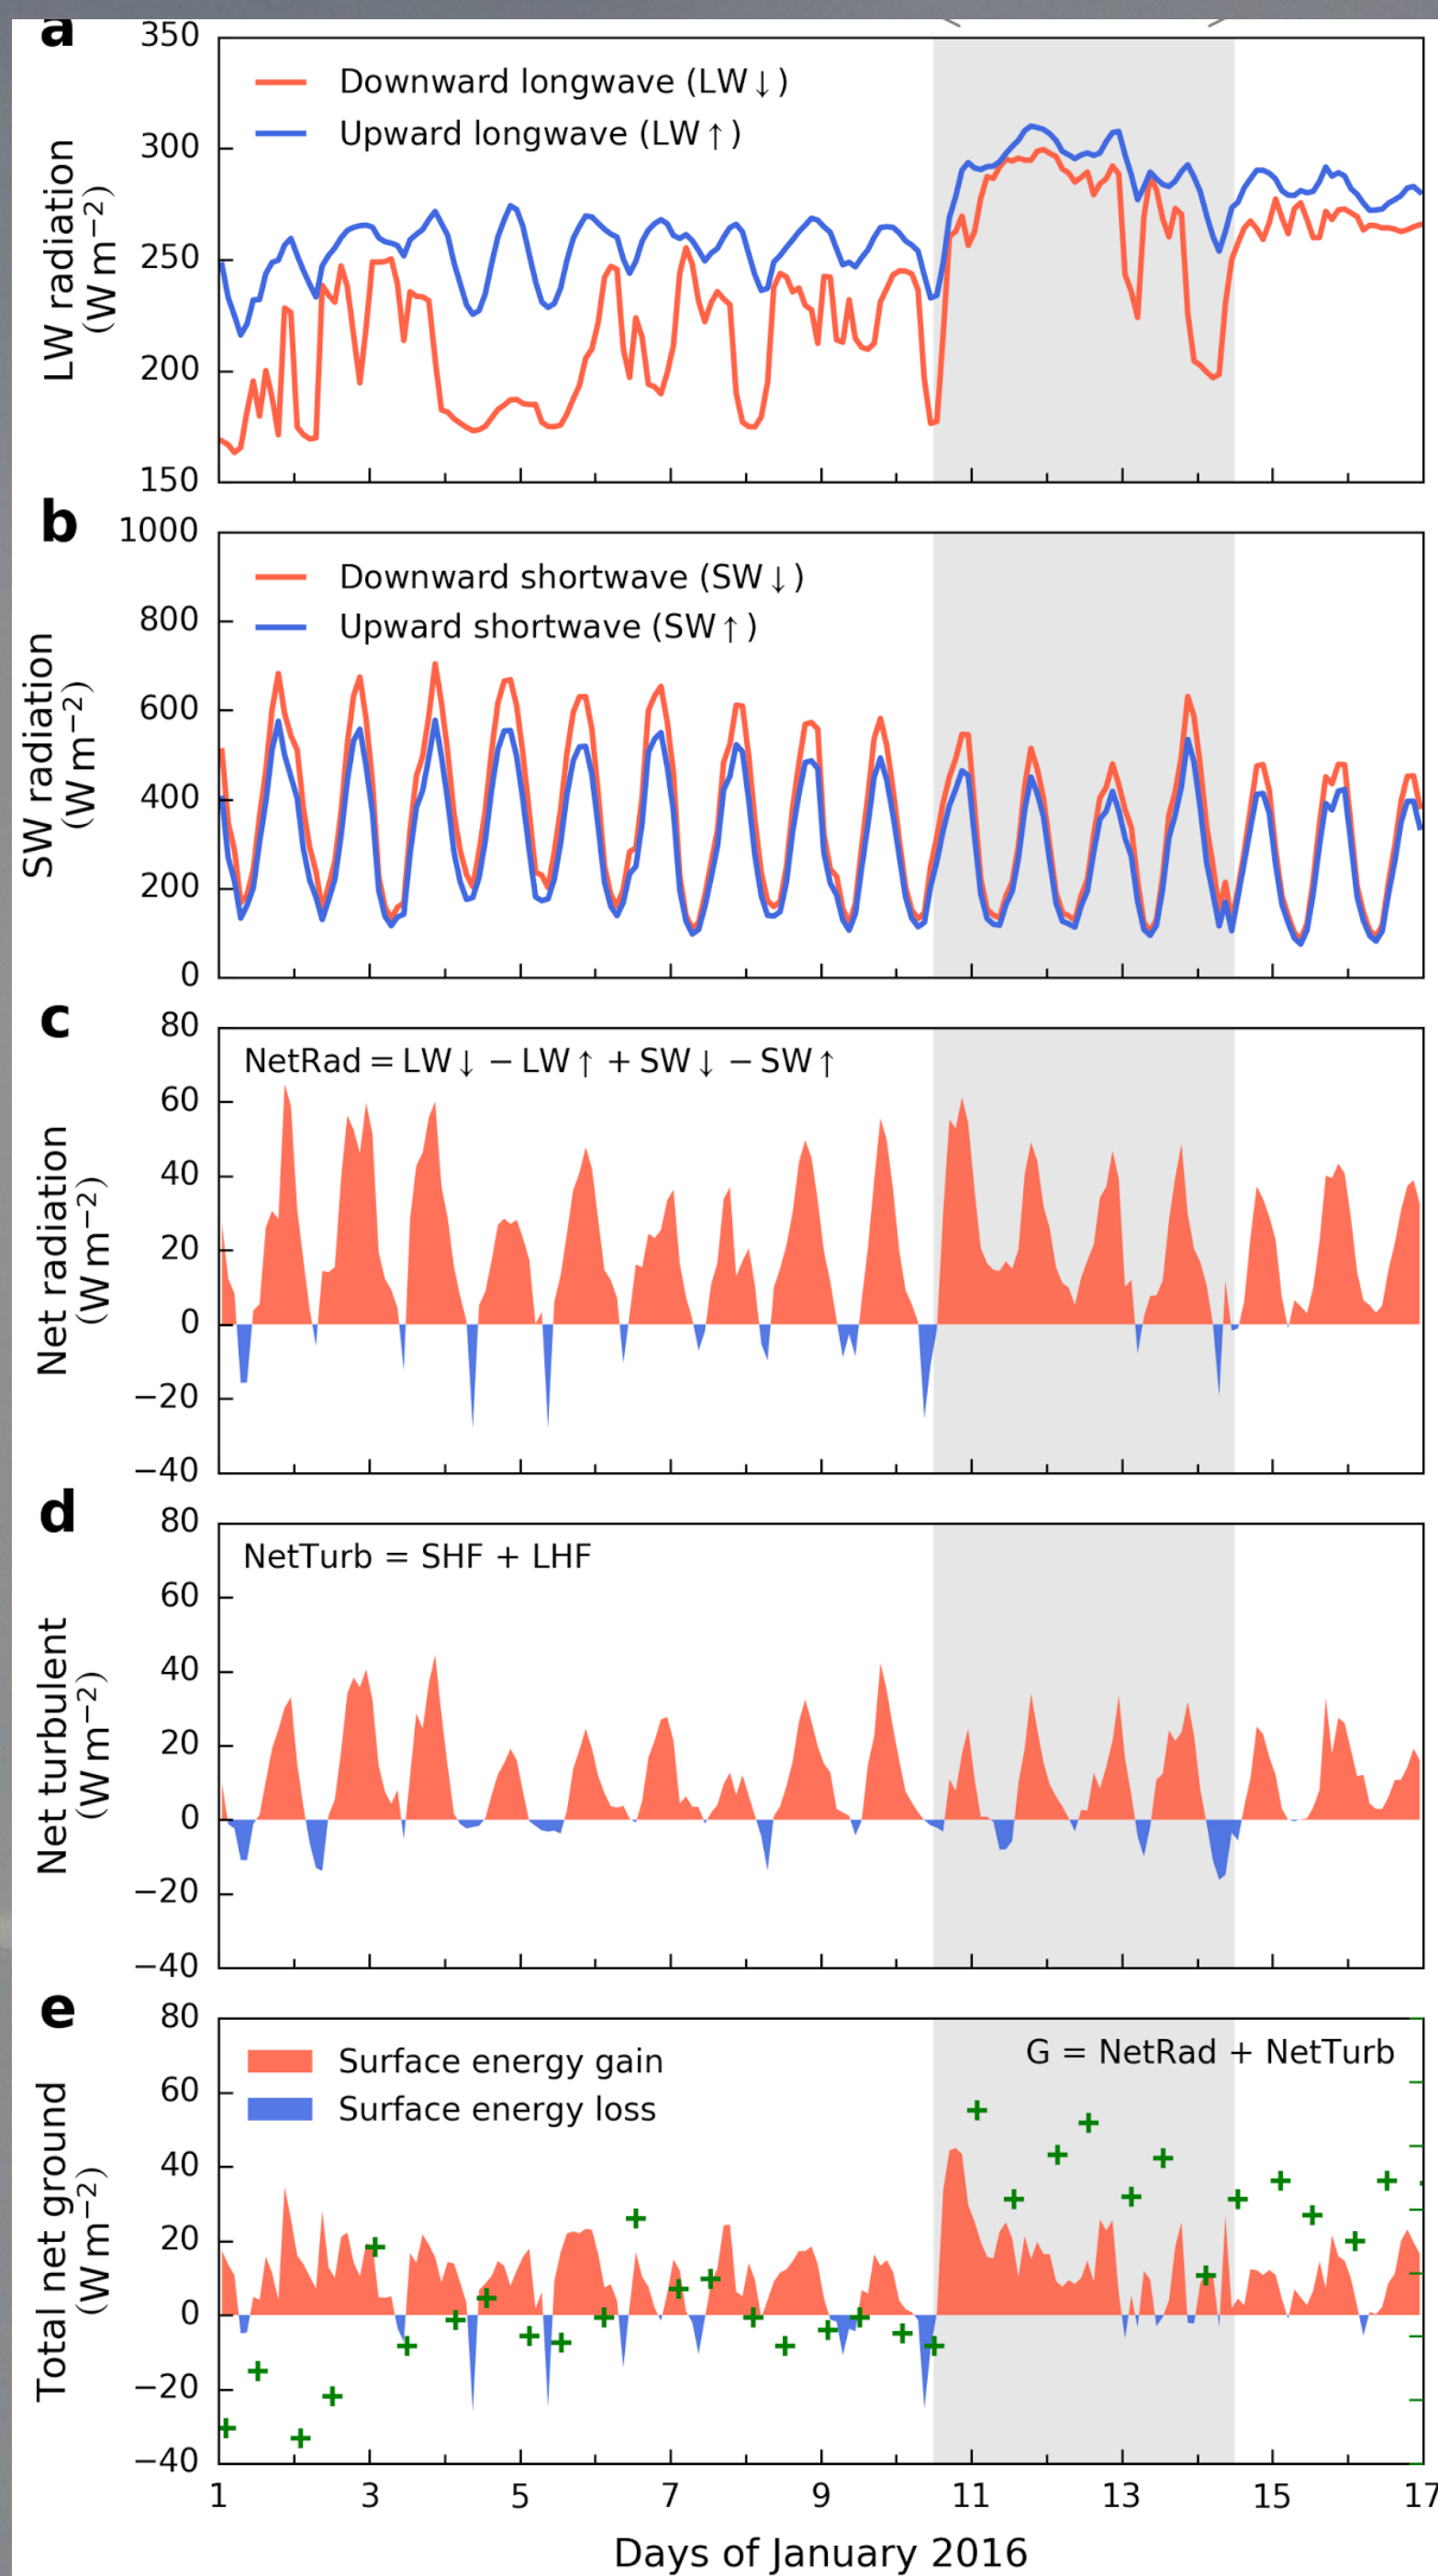 a
350
300
250
200
150
LW radiation
(W m⁻²)
Downward longwave (LW↓)
Upward longwave (LW↑)
b
1000
800
600
400
200
0
SW radiation
(W m⁻²)
Downward shortwave (SW↓)
Upward shortwave (SW↑)
c
80
60
40
20
0
−20
−40
Net radiation
(W m⁻²)
NetRad = LW↓ − LW↑ + SW↓ − SW↑
d
80
60
40
20
0
−20
−40
Net turbulent
(W m⁻²)
NetTurb = SHF + LHF
e
80
60
40
20
0
−20
−40
Total net ground
(W m⁻²)
Surface energy gain
Surface energy loss
G = NetRad + NetTurb
1 3 5 7 9 11 13 15 17
Days of January 2016